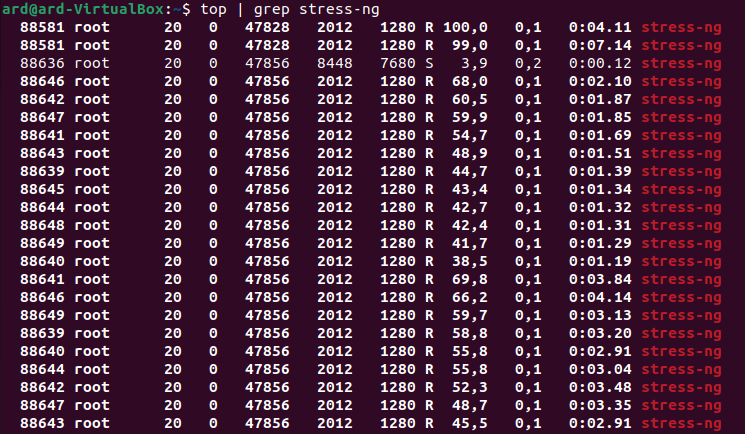 ard@ard-VirtualBox:~$ top | grep stress-ng
88581 root 20 0 47828 2012 1280 R 100,0 0,1 0:04.11 stress-ng
88581 root 20 0 47828 2012 1280 R 99,0 0,1 0:07.14 stress-ng
88636 root 20 0 47856 8448 7680 S 3,9 0,2 0:00.12 stress-ng
88646 root 20 0 47856 2012 1280 R 68,0 0,1 0:02.10 stress-ng
88642 root 20 0 47856 2012 1280 R 60,5 0,1 0:01.87 stress-ng
88647 root 20 0 47856 2012 1280 R 59,9 0,1 0:01.85 stress-ng
88641 root 20 0 47856 2012 1280 R 54,7 0,1 0:01.69 stress-ng
88643 root 20 0 47856 2012 1280 R 48,9 0,1 0:01.51 stress-ng
88639 root 20 0 47856 2012 1280 R 44,7 0,1 0:01.39 stress-ng
88645 root 20 0 47856 2012 1280 R 43,4 0,1 0:01.34 stress-ng
88644 root 20 0 47856 2012 1280 R 42,7 0,1 0:01.32 stress-ng
88648 root 20 0 47856 2012 1280 R 42,4 0,1 0:01.31 stress-ng
88649 root 20 0 47856 2012 1280 R 41,7 0,1 0:01.29 stress-ng
88640 root 20 0 47856 2012 1280 R 38,5 0,1 0:01.19 stress-ng
88641 root 20 0 47856 2012 1280 R 69,8 0,1 0:03.84 stress-ng
88646 root 20 0 47856 2012 1280 R 66,2 0,1 0:04.14 stress-ng
88649 root 20 0 47856 2012 1280 R 59,7 0,1 0:03.13 stress-ng
88639 root 20 0 47856 2012 1280 R 58,8 0,1 0:03.20 stress-ng
88640 root 20 0 47856 2012 1280 R 55,8 0,1 0:02.91 stress-ng
88644 root 20 0 47856 2012 1280 R 55,8 0,1 0:03.04 stress-ng
88642 root 20 0 47856 2012 1280 R 52,3 0,1 0:03.48 stress-ng
88647 root 20 0 47856 2012 1280 R 48,7 0,1 0:03.35 stress-ng
88643 root 20 0 47856 2012 1280 R 45,5 0,1 0:02.91 stress-ng